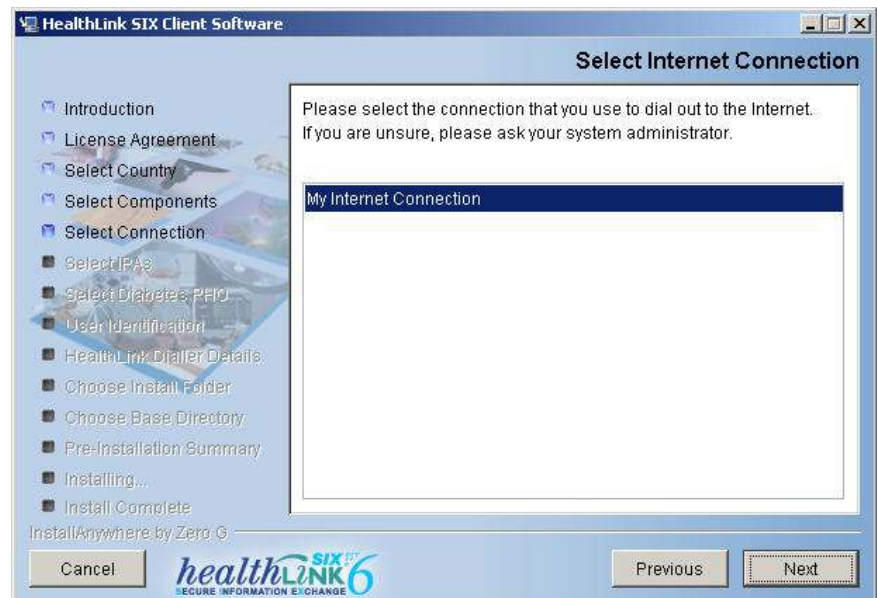 HealthLink SIX Client Software
Select Internet Connection
Introduction
License Agreement
Select Country
Select Components
Select Connection
Select IPAs
Select Diabetes PHO
User Identification
HealthLink Dialler Details
Choose Install Folder
Choose Base Directory
Pre-Installation Summary
Installing...
Install Complete
Please select the connection that you use to dial out to the Internet.
If you are unsure, please ask your system administrator.
My Internet Connection
InstallAnywhere by Zero G
Cancel
healthLINK SIX 6
SECURE INFORMATION EXCHANGE
Previous
Next